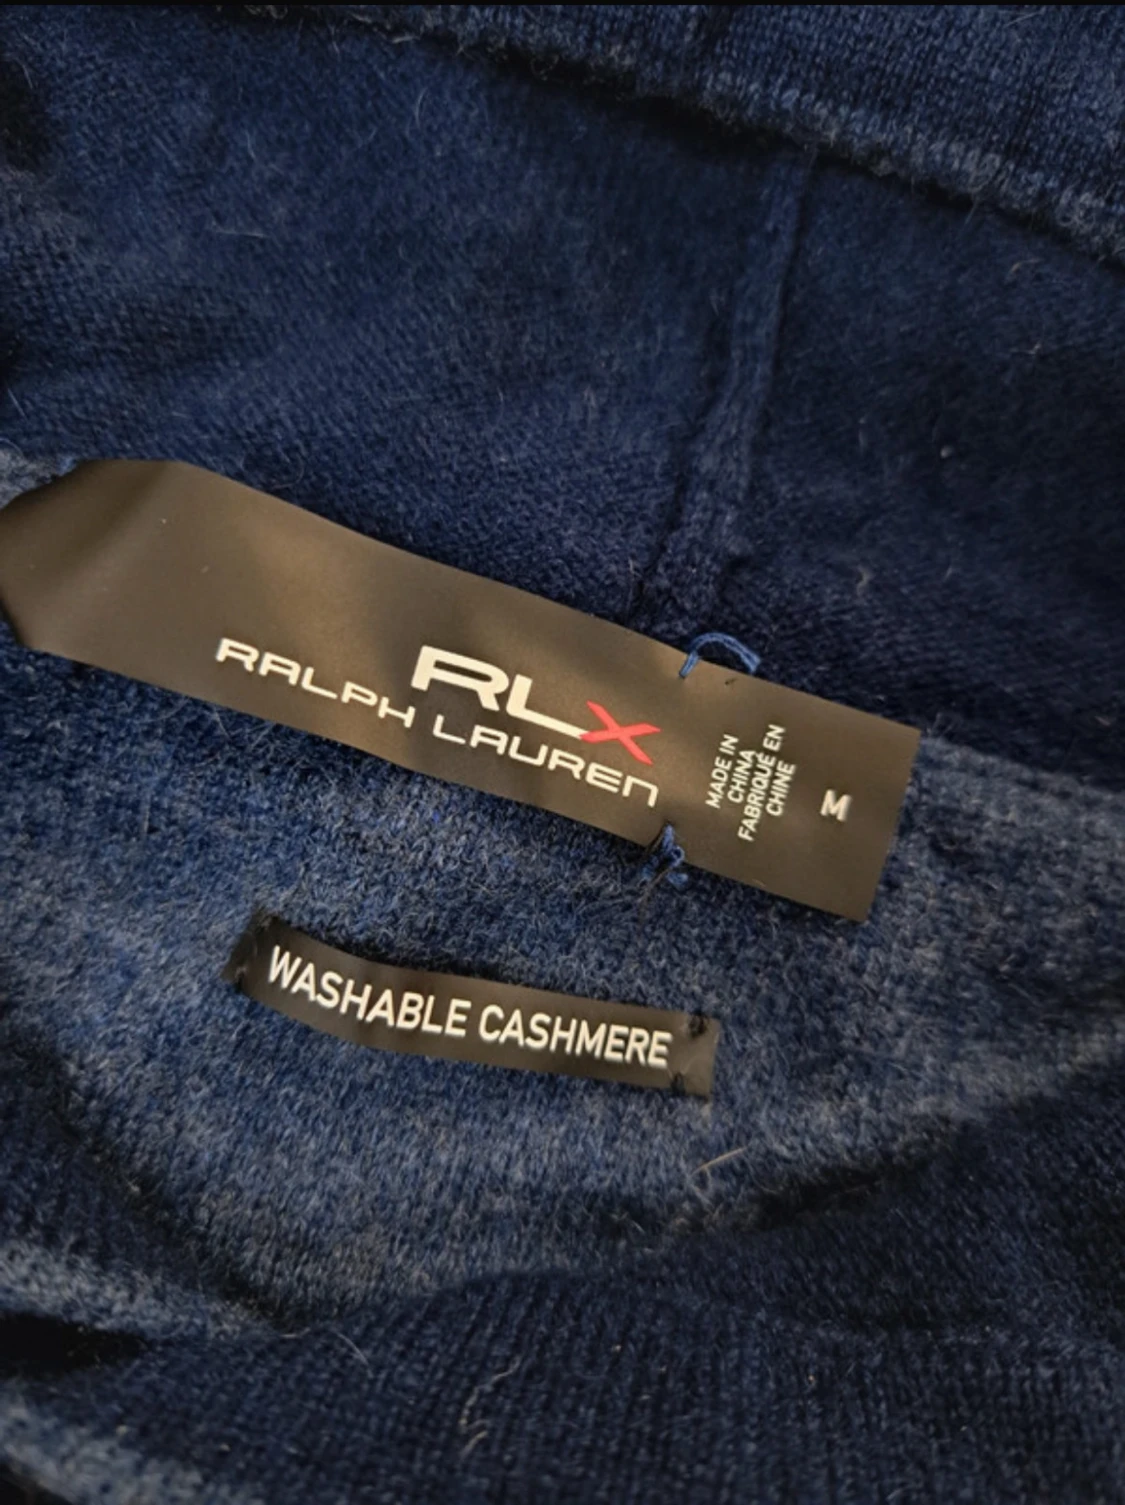 RLX
RALPH LAUREN
MADE IN
CHINA
FABRIQUÉ EN
CHINE
M
WASHABLE CASHMERE